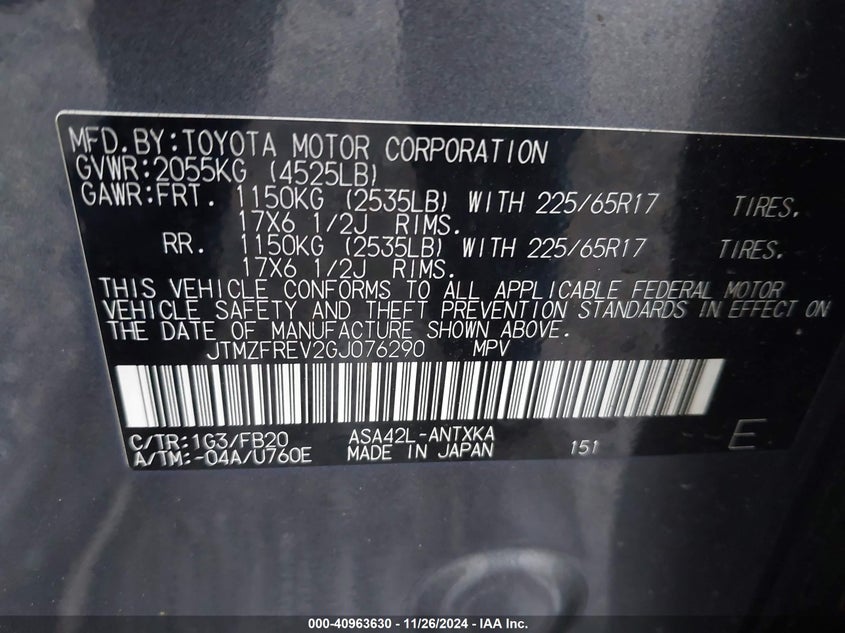 MFD.BY:TOYOTA MOTOR CORPORATION
GVWR:2055KG (4525LB)
GAWR:FRT. 1150KG (2535LB) WITH 225/65R17 TIRES.
17X6 1/2J RIMS.
RR. 1150KG (2535LB) WITH 225/65R17 TIRES.
17X6 1/2J RIMS.
THIS VEHICLE CONFORMS TO ALL APPLICABLE FEDERAL MOTOR
VEHICLE SAFETY AND THEFT PREVENTION STANDARDS IN EFFECT ON
THE DATE OF MANUFACTURE SHOWN ABOVE.
JTMZFREV2GJ076290 MPV
C/TR:1G3/FB20 ASA42L-ANTXKA
A/TM:-04A/U760E MADE IN JAPAN 151 E
000-40963630 - 11/26/2024 - IAA Inc.